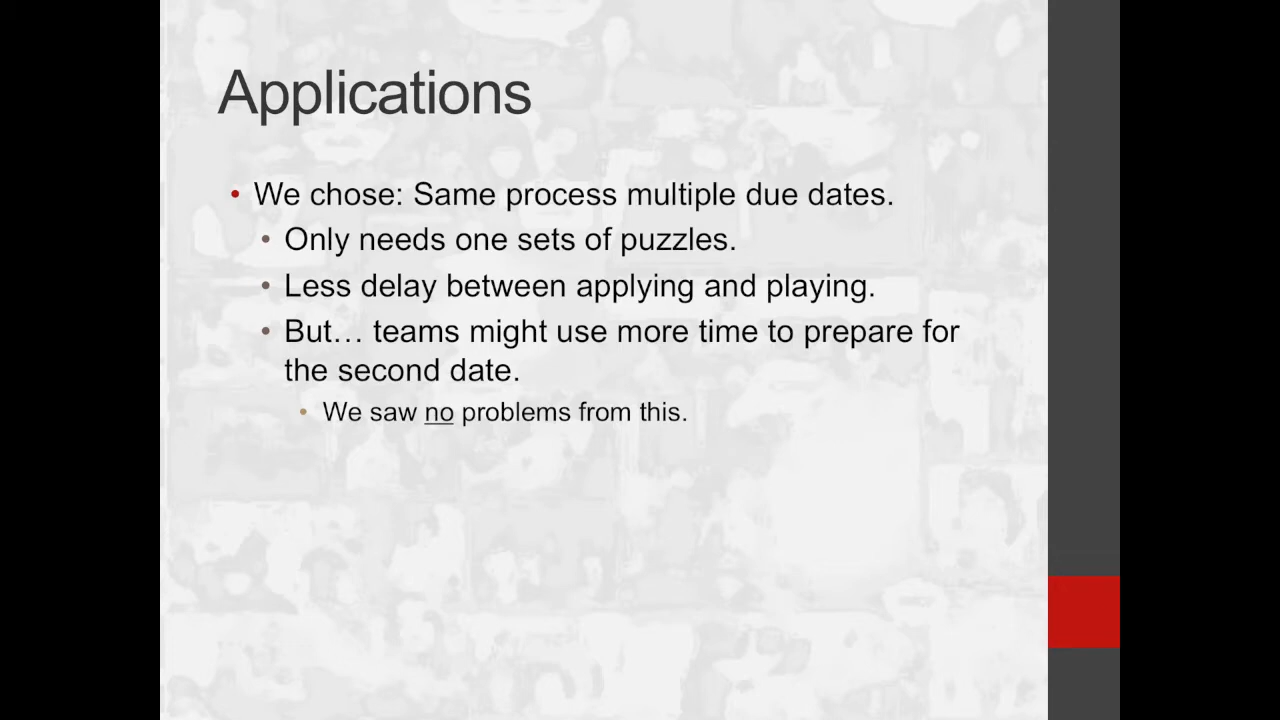 Applications
• We chose: Same process multiple due dates.
• Only needs one sets of puzzles.
• Less delay between applying and playing.
• But… teams might use more time to prepare for
the second date.
• We saw no problems from this.